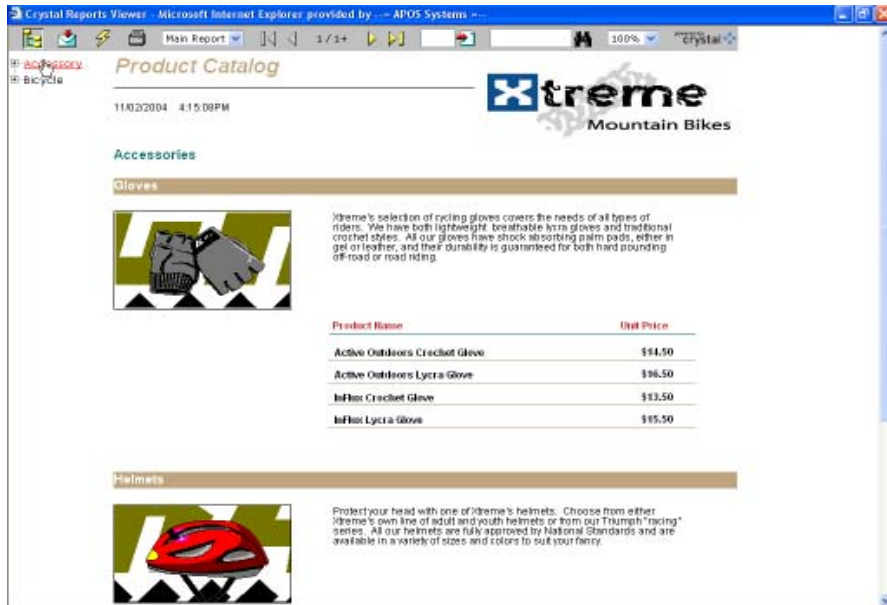 Crystal Reports Viewer - Microsoft Internet Explorer provided by --= APOS Systems =--
Main Report
1 / 1+
100%
crystal
Accessory
Bicycle
Product Catalog
Xtreme
Mountain Bikes
11/02/2004 4:15:08PM
Accessories
Gloves
Xtreme's selection of cycling gloves covers the needs of all types of
riders. We have both lightweight breathable lycra gloves and traditional
crochet styles. All our gloves have shock absorbing palm pads, either in
gel or leather, and their durability is guaranteed for both hard pounding
off-road or road riding.
Product Name Unit Price
Active Outdoors Crochet Glove $14.50
Active Outdoors Lycra Glove $16.50
InFlux Crochet Glove $13.50
InFlux Lycra Glove $15.50
Helmets
Protect your head with one of Xtreme's helmets. Choose from either
Xtreme's own line of adult and youth helmets or from our Triumph "racing"
series. All our helmets are fully approved by National Standards and are
available in a variety of sizes and colors to suit your fancy.